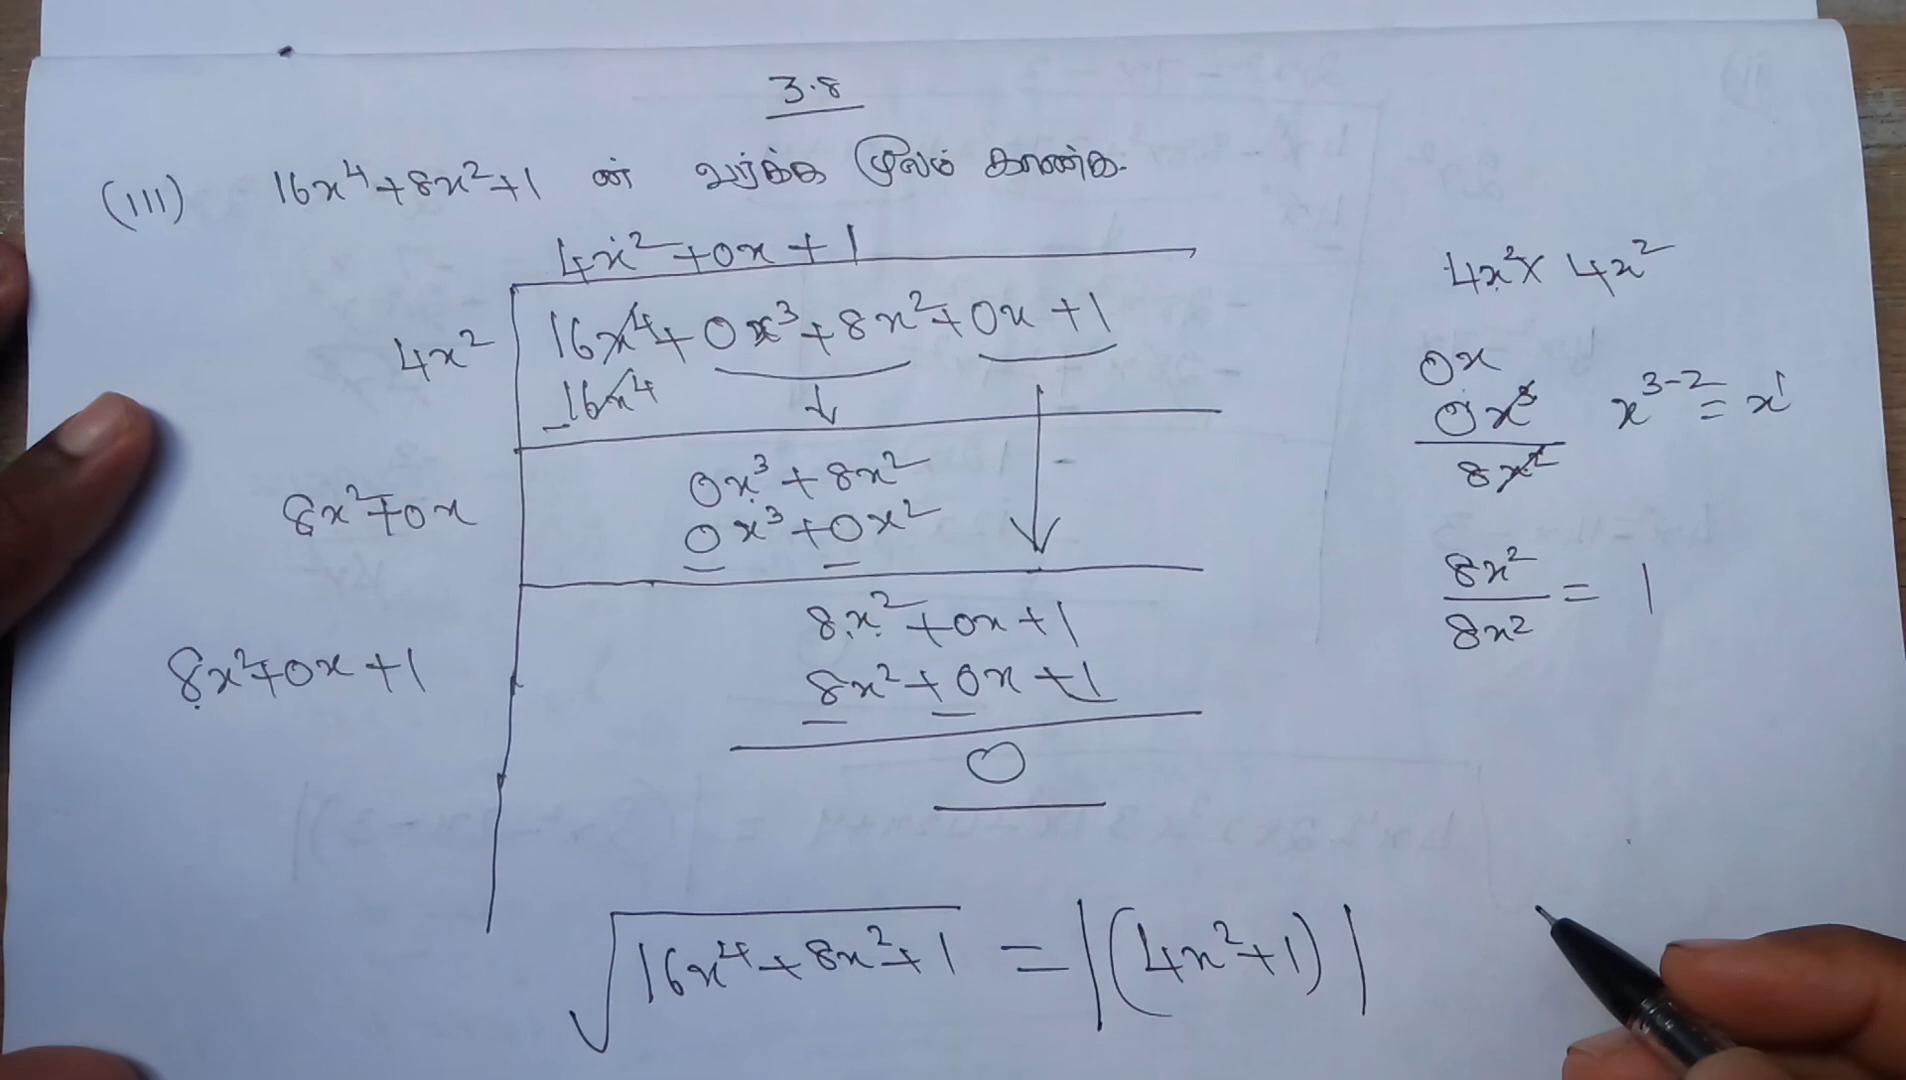 3.8
(III) 16x⁴+8x²+1 ன் வர்க்க மூலம் காண்க.
4x²+0x+1
4x² 16x⁴+0x³+8x²+0x+1
16x⁴
0x³+8x²
8x²+0x 0x³+0x²
8x²+0x+1
8x²+0x+1 8x²+0x+1
0
√16x⁴+8x²+1 = |(4x²+1)|
4x²× 4x²
0x
0x³ x³⁻²=x¹
8x²
8x² = 1
8x²